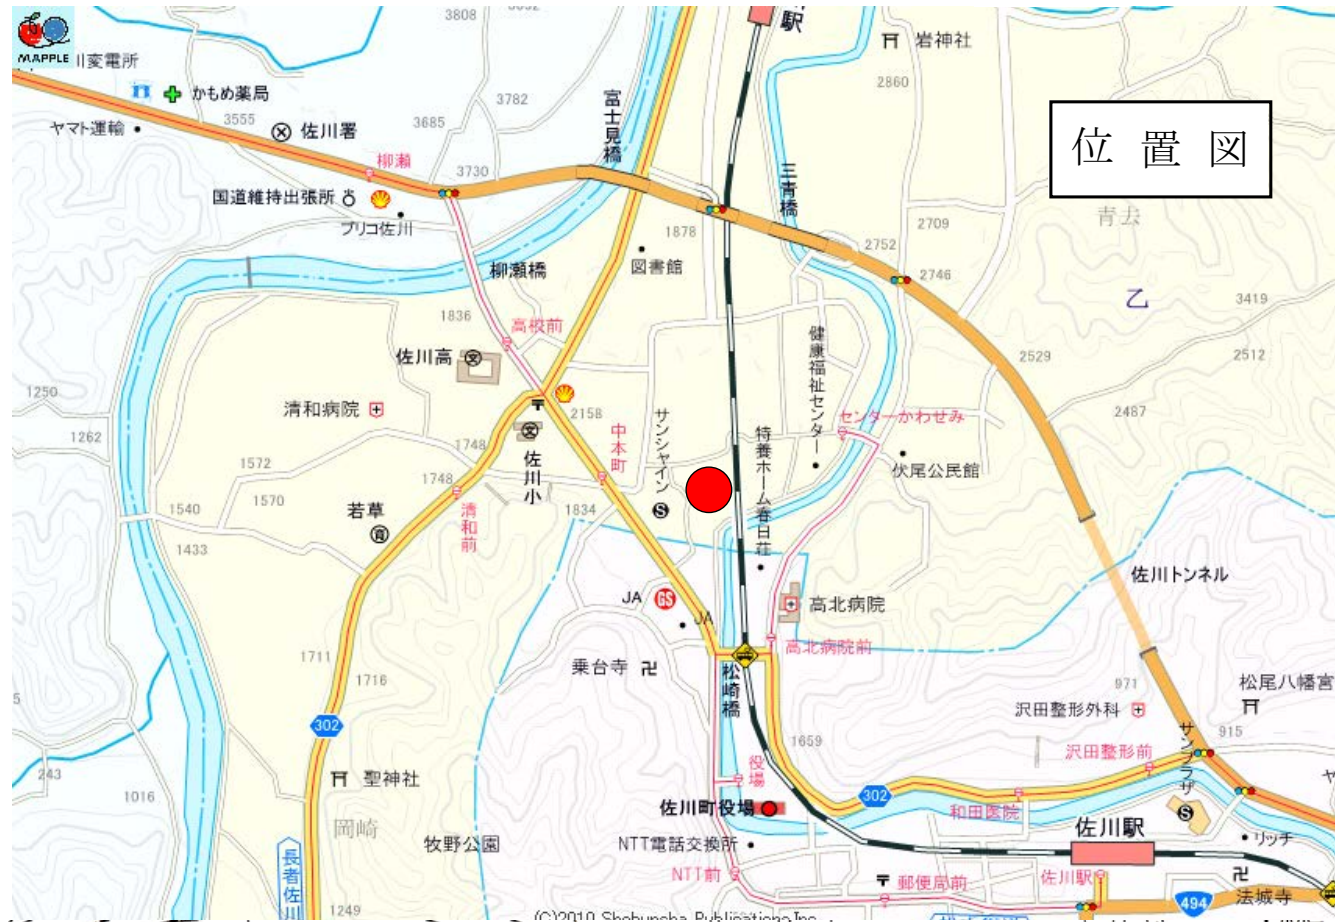 3808
駅
岩神社
MAPPLE
川変電所
2860
かもめ薬局
3782
富士見橋
位置図
ヤマト運輸
3555
佐川署
3685
柳瀬
3730
三青橋
国道維持出張所
ブリコ佐川
1878
2709
青去
2752
図書館
2746
柳瀬橋
乙
3419
1836
高校前
健康福祉センター
佐川高
2529
2512
1250
清和病院
2158
サンシャイン
センターかわせみ
2487
中本町
特養ホーム春日荘
1262
1748
1572
佐川小
伏尾公民館
1748
1570
1540
若草
清和前
1834
S
1433
佐川トンネル
JA
GS
高北病院
JA
1711
乗台寺
高北病院前
松崎橋
1716
971
松尾八幡宮
沢田整形外科
302
サンプラザ
915
1659
沢田整形前
243
聖神社
役場
1016
佐川町役場
302
和田医院
S
岡崎
佐川駅
リッチ
牧野公園
NTT電話交換所
長者佐川
NTT前
郵便局前
佐川駅
法城寺
494
1249
(C)2010 Shobunsha Publications,Inc.